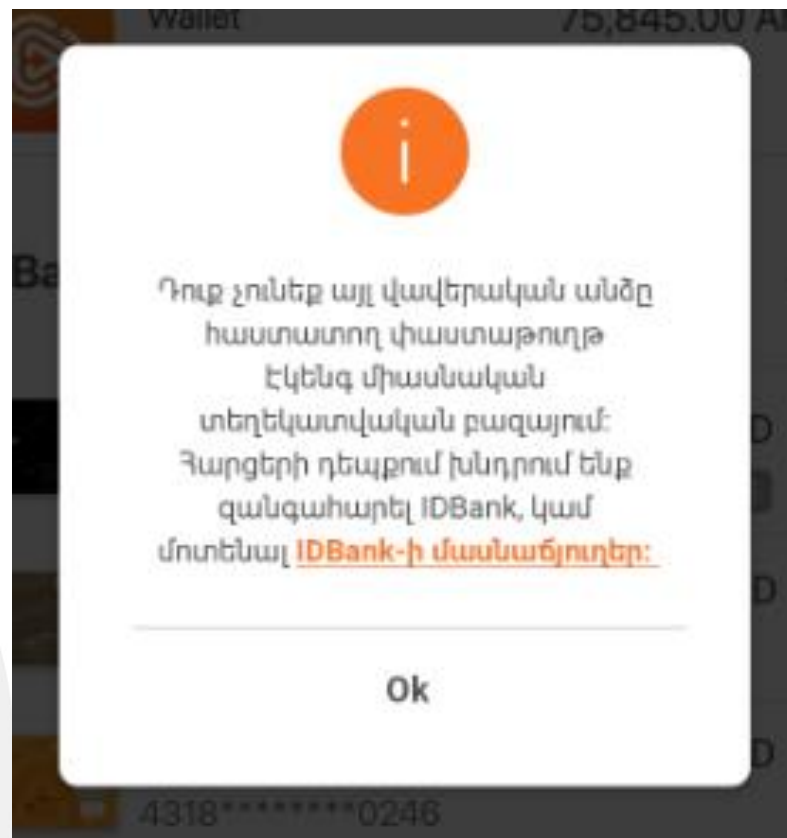 Wallet
75,845.00
i
Դուք չունեք այլ վավերական անձը
հաստատող փաստաթուղթ
Էկենգ միասնական
տեղեկատվական բազայում:
Հարցերի դեպքում խնդրում ենք
զանգահարել IDBank, կամ
մոտենալ IDBank-ի մասնաճյուղեր:
Ok
4318********0246